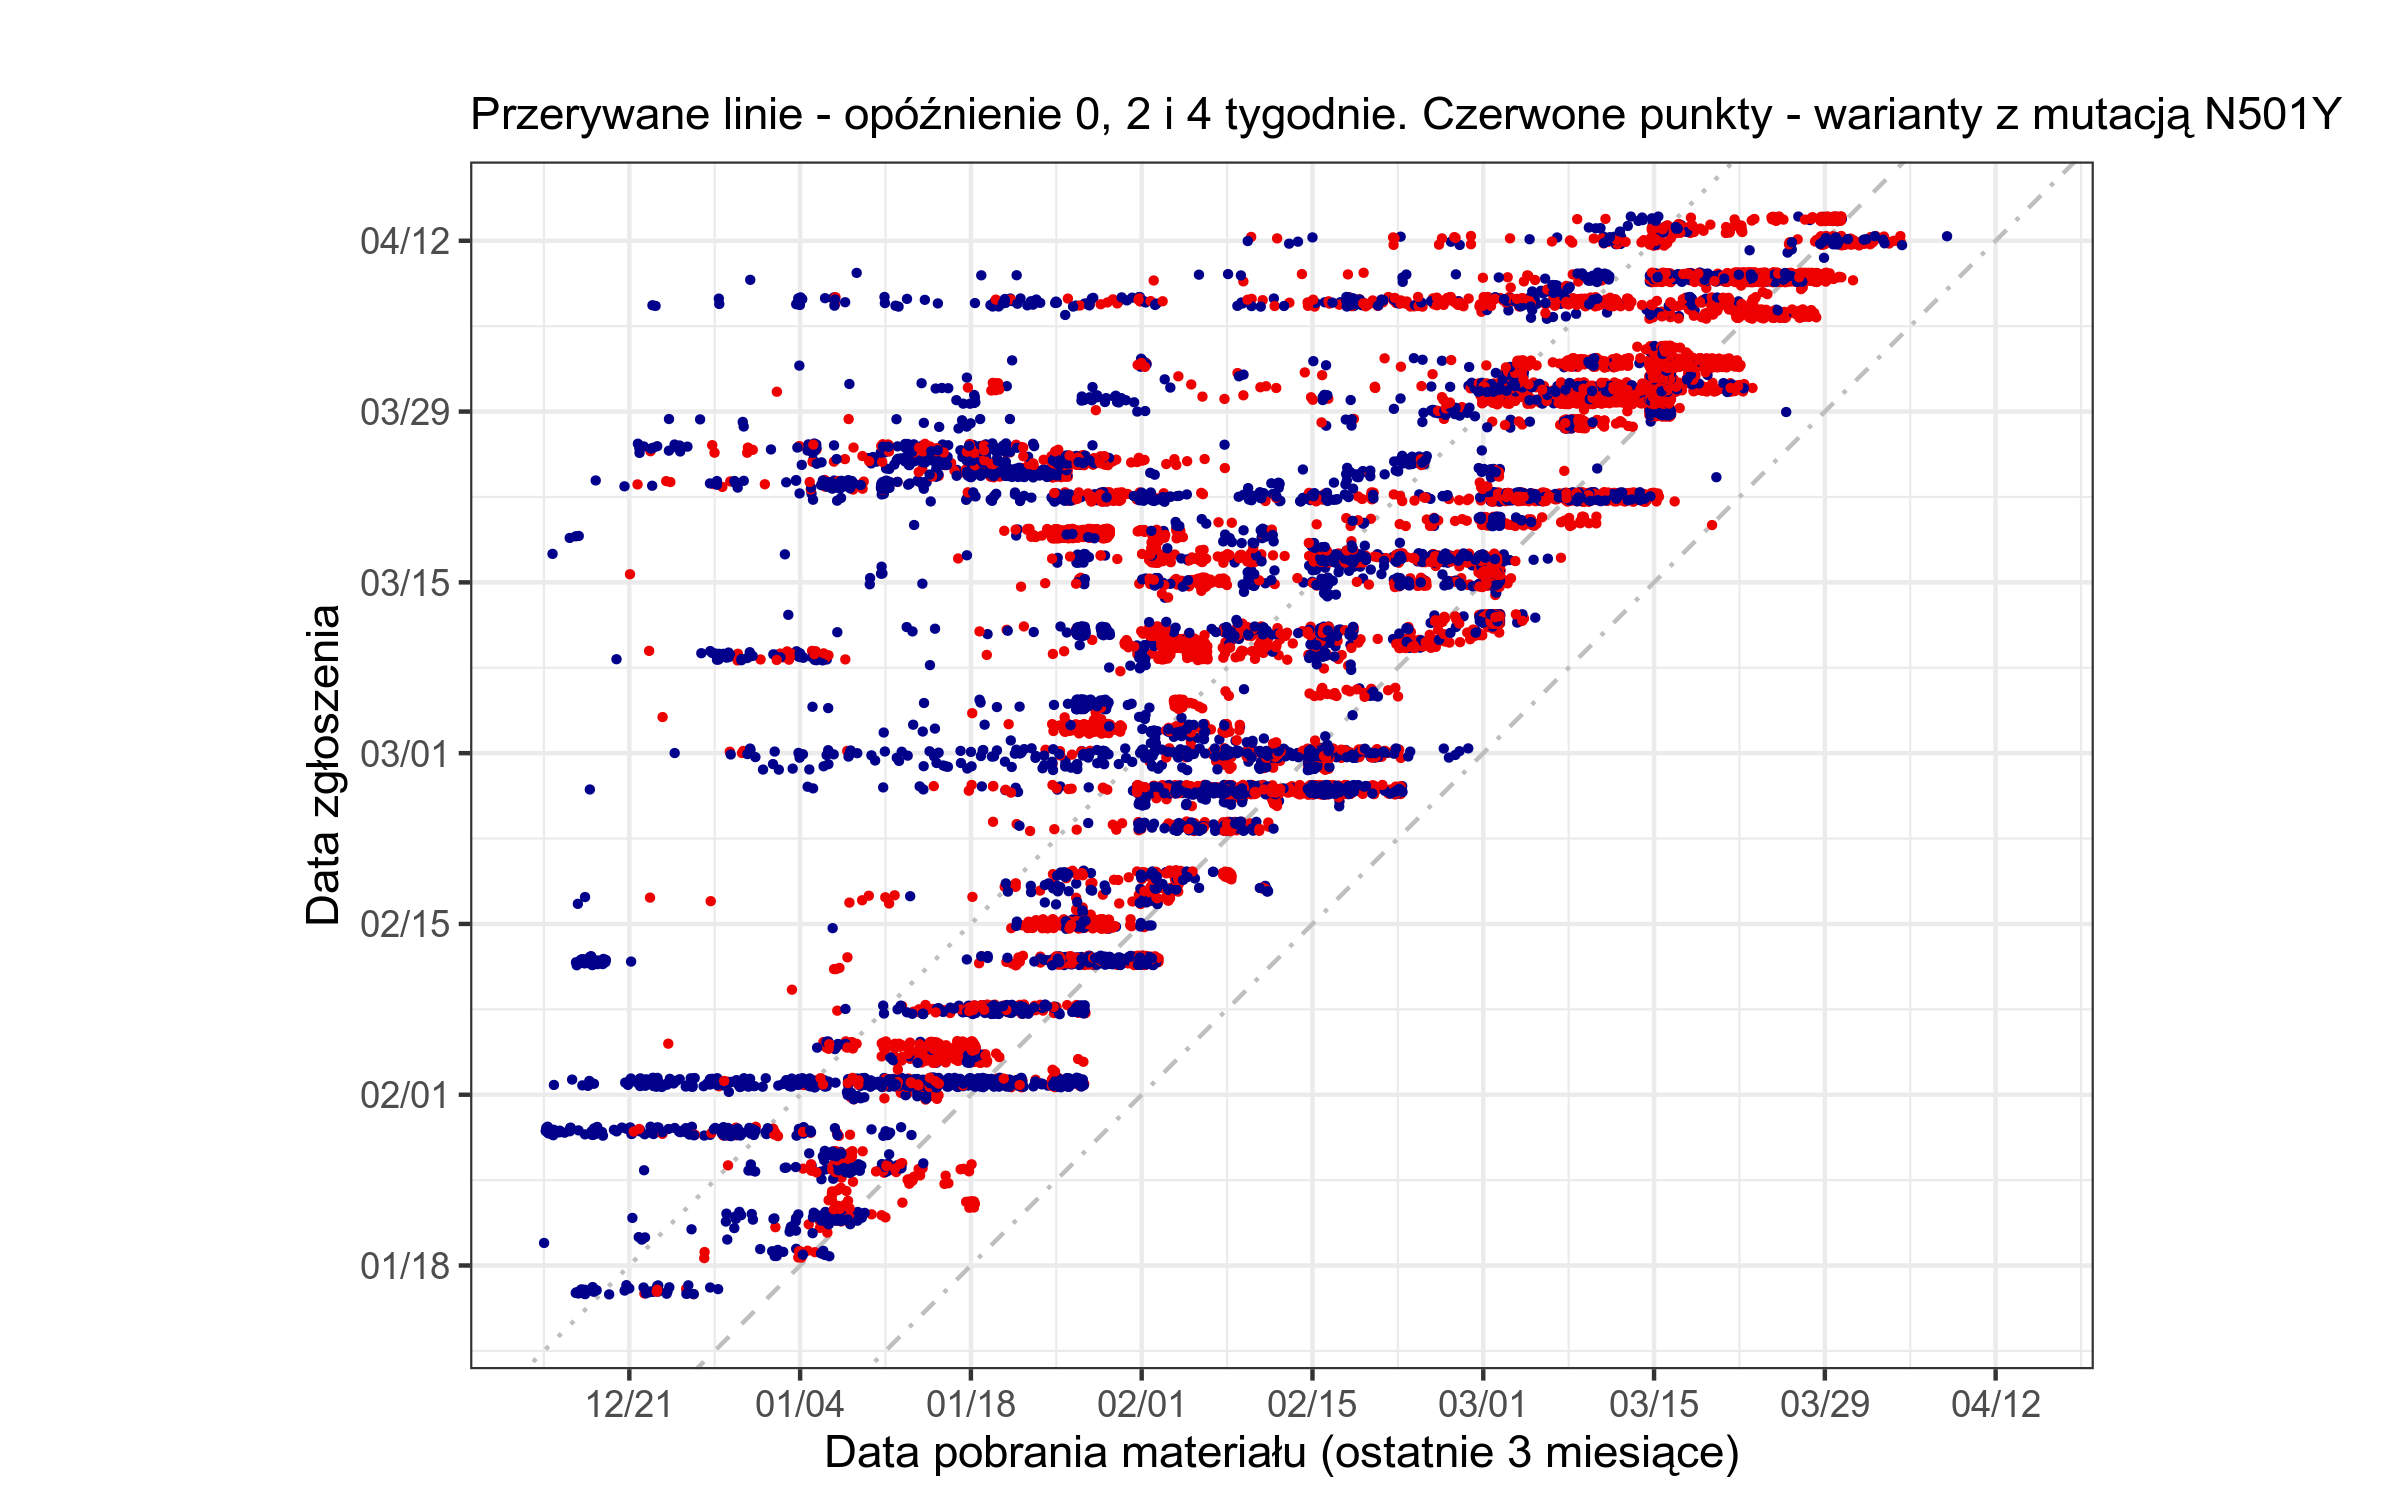 Przerywane linie - opóźnienie 0, 2 i 4 tygodnie. Czerwone punkty - warianty z mutacją N501Y
Data zgłoszenia
04/12
03/29
03/15
03/01
02/15
02/01
01/18
12/21 01/04 01/18 02/01 02/15 03/01 03/15 03/29 04/12
Data pobrania materiału (ostatnie 3 miesiące)